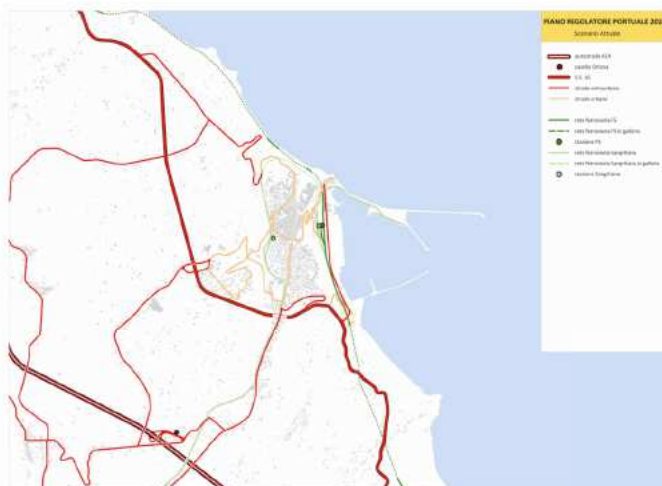 PIANO REGOLATORE PORTUALE
Scenario Attuale
autostrada A14
casello Ortona
S.S. 16
strade extraurbane
strade urbane
rete ferroviaria FS
rete ferroviaria FS in galleria
stazione FS
rete ferroviaria Sangritana
rete ferroviaria Sangritana in galleria
stazione Sangritana